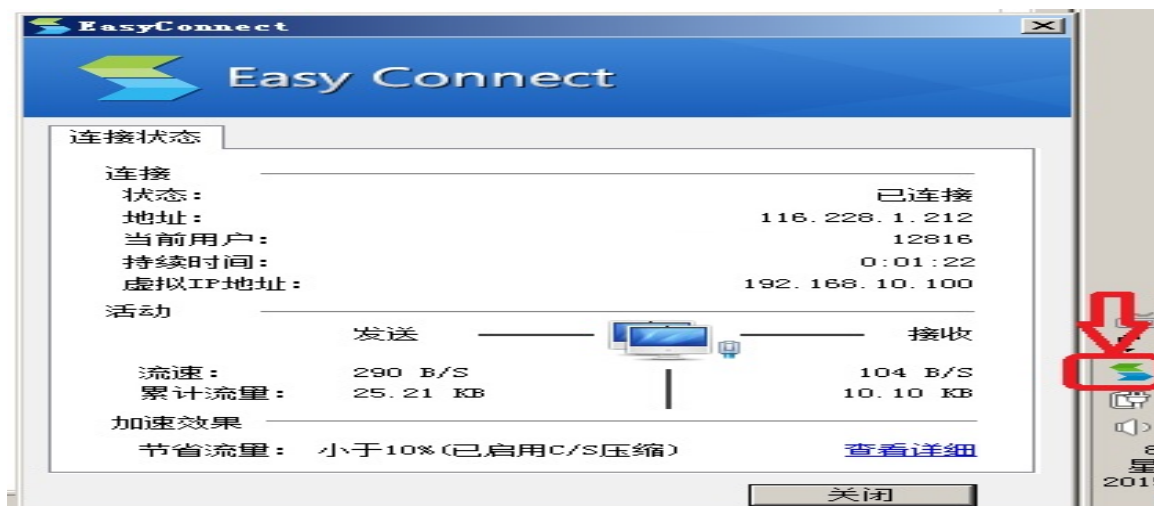 EasyConnect
Easy Connect
连接状态
连接
状态: 已连接
地址: 116.228.1.212
当前用户: 12816
持续时间: 0:01:22
虚拟IP地址: 192.168.10.100
活动
发送 接收
流速: 290 B/S 104 B/S
累计流量: 25.21 KB 10.10 KB
加速效果
节省流量: 小于10%(已启用C/S压缩) 查看详细
关闭
星
201